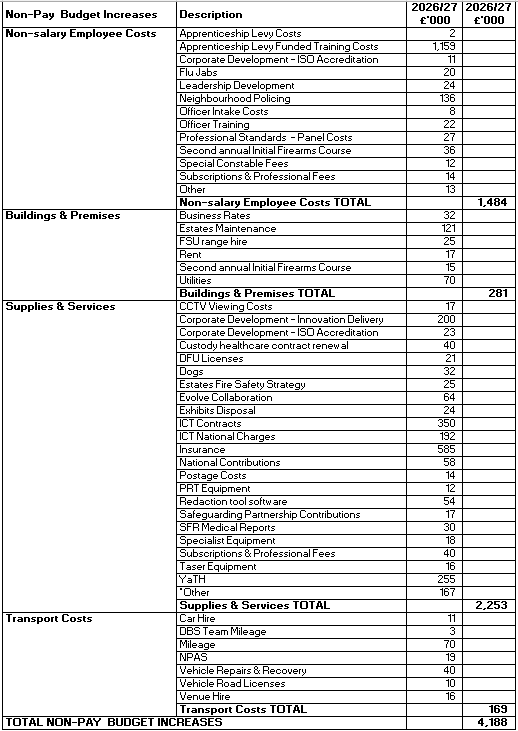 Non-Pay Budget Increases Description 2026/27 £'000 2026/27 £'000
Non-salary Employee Costs Apprenticeship Levy Costs 2
Apprenticeship Levy Funded Training Costs 1,159
Corporate Development - ISO Accreditation 11
Flu Jabs 20
Leadership Development 24
Neighbourhood Policing 136
Officer Intake Costs 8
Officer Training 22
Professional Standards - Panel Costs 27
Second annual Initial Firearms Course 36
Special Constable Fees 12
Subscriptions & Professional Fees 14
Other 13
Non-salary Employee Costs TOTAL 1,484
Buildings & Premises Business Rates 32
Estates Maintenance 121
FSU range hire 25
Rent 17
Second annual Initial Firearms Course 15
Utilities 70
Buildings & Premises TOTAL 281
Supplies & Services CCTV Viewing Costs 17
Corporate Development - Innovation Delivery 200
Corporate Development - ISO Accreditation 23
Custody healthcare contract renewal 40
DFU Licenses 21
Dogs 32
Estates Fire Safety Strategy 25
Evolve Collaboration 64
Exhibits Disposal 24
ICT Contracts 350
ICT National Charges 192
Insurance 585
National Contributions 58
Postage Costs 14
PRT Equipment 12
Redaction tool software 54
Safeguarding Partnership Contributions 17
SFR Medical Reports 30
Specialist Equipment 18
Subscriptions & Professional Fees 40
Taser Equipment 16
YaTH 255
*Other 167
Supplies & Services TOTAL 2,253
Transport Costs Car Hire 11
DBS Team Mileage 3
Mileage 70
NPAS 19
Vehicle Repairs & Recovery 40
Vehicle Road Licenses 10
Venue Hire 16
Transport Costs TOTAL 169
TOTAL NON-PAY BUDGET INCREASES 4,188